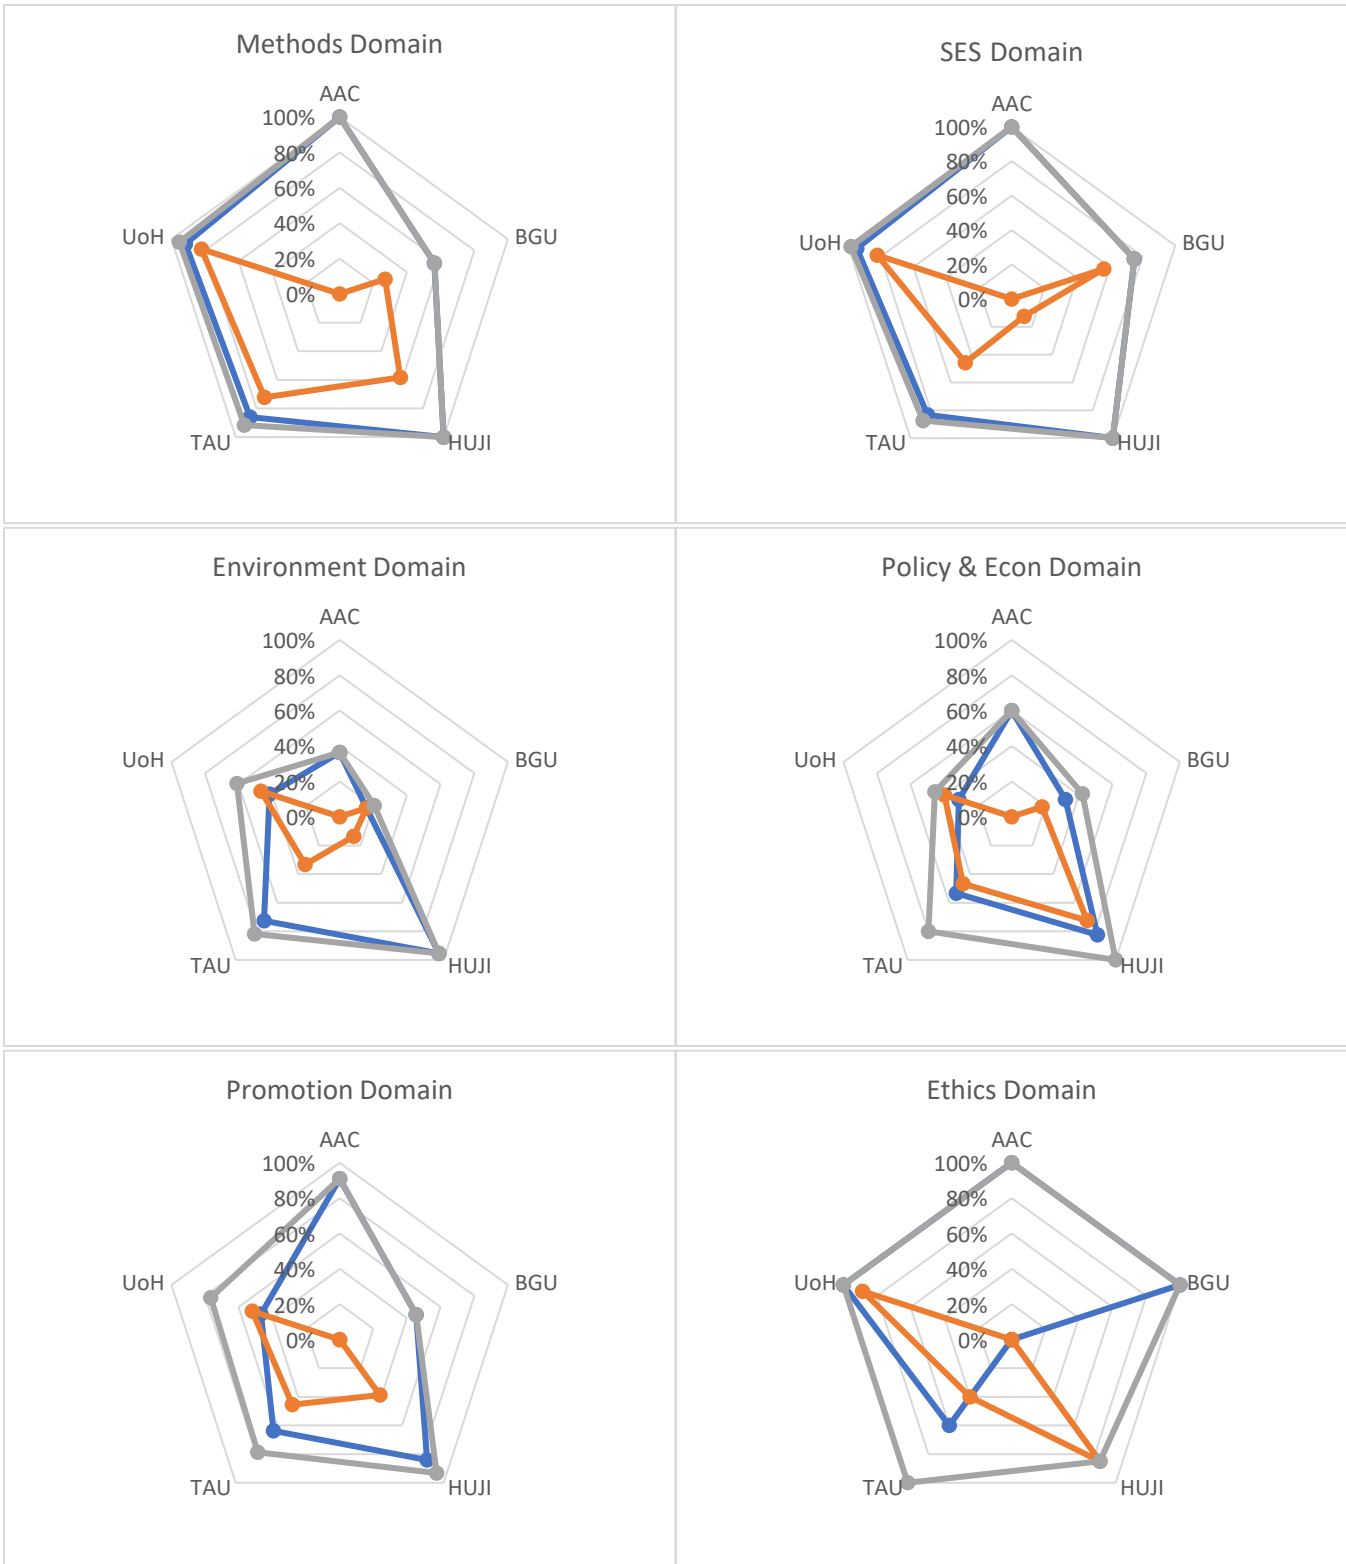 Methods Domain
AAC
100%
80%
60%
40%
20%
0%
UoH
BGU
TAU
HUJI
SES Domain
AAC
100%
80%
60%
40%
20%
0%
UoH
BGU
TAU
HUJI
Environment Domain
AAC
100%
80%
60%
40%
20%
0%
UoH
BGU
TAU
HUJI
Policy & Econ Domain
AAC
100%
80%
60%
40%
20%
0%
UoH
BGU
TAU
HUJI
Promotion Domain
AAC
100%
80%
60%
40%
20%
0%
UoH
BGU
TAU
HUJI
Ethics Domain
AAC
100%
80%
60%
40%
20%
0%
UoH
BGU
TAU
HUJI